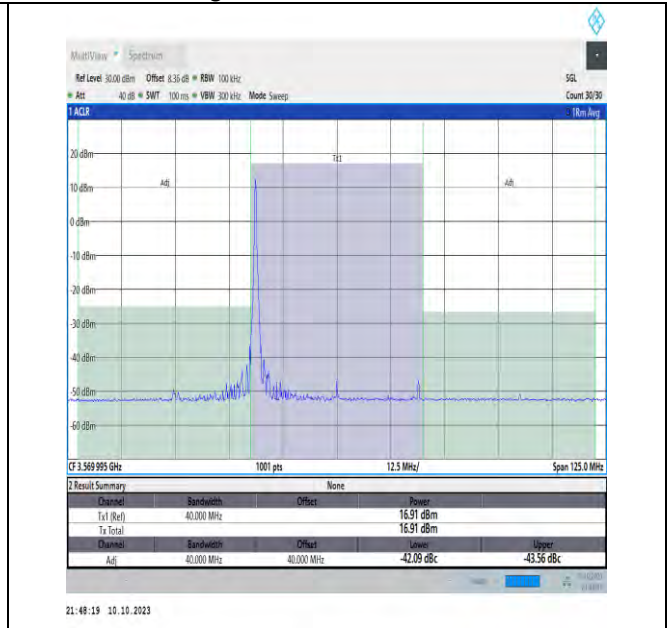 MultiView Spectrum
Ref Level 30.00 dBm Offset 8.36 dB RBW 100 kHz SGL
Att 40 dB SWT 100 ms VBW 300 kHz Mode Sweep Count 30/30
1 ACLR 1Rm Avg
Tx1
20 dBm
Adj Adj
10 dBm
0 dBm
-10 dBm
-20 dBm
-30 dBm
-40 dBm
-50 dBm
-60 dBm
CF 3.569 995 GHz 1001 pts 12.5 MHz/ Span 125.0 MHz
2 Result Summary None
Channel Bandwidth Offset Power
Tx1 (Ref) 40.000 MHz 16.91 dBm
Tx Total 16.91 dBm
Channel Bandwidth Offset Lower Upper
Adj 40.000 MHz 40.000 MHz -42.09 dBc -43.56 dBc
21:48:19 10.10.2023